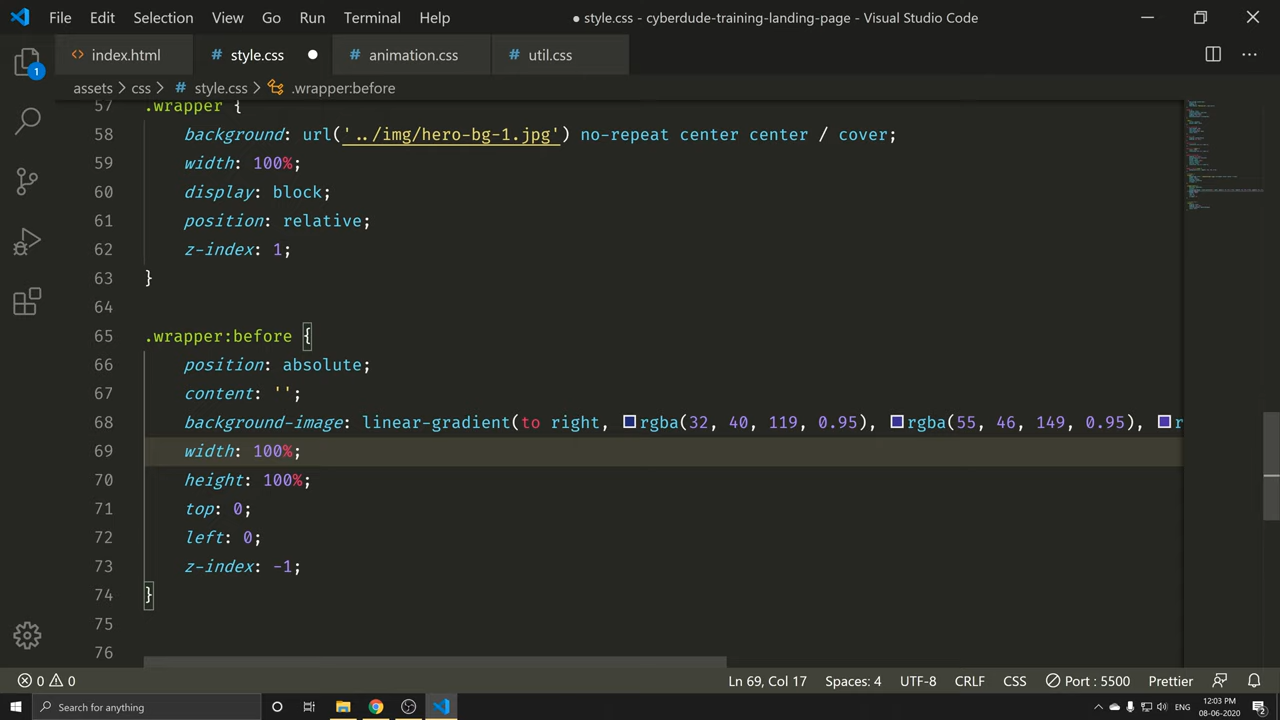 File Edit Selection View Go Run Terminal Help ● style.css - cyberdude-training-landing-page - Visual Studio Code
1
<> index.html # style.css ● # animation.css # util.css
assets > css > # style.css > .wrapper:before
57 .wrapper {
58 background: url('../img/hero-bg-1.jpg') no-repeat center center / cover;
59 width: 100%;
60 display: block;
61 position: relative;
62 z-index: 1;
63 }
64
65 .wrapper:before {
66 position: absolute;
67 content: '';
68 background-image: linear-gradient(to right, rgba(32, 40, 119, 0.95), rgba(55, 46, 149, 0.95), r
69 width: 100%;
70 height: 100%;
71 top: 0;
72 left: 0;
73 z-index: -1;
74 }
75
76
0 0 Ln 69, Col 17 Spaces: 4 UTF-8 CRLF CSS Port : 5500 Prettier
Search for anything ENG 12:03 PM
08-06-2020 2